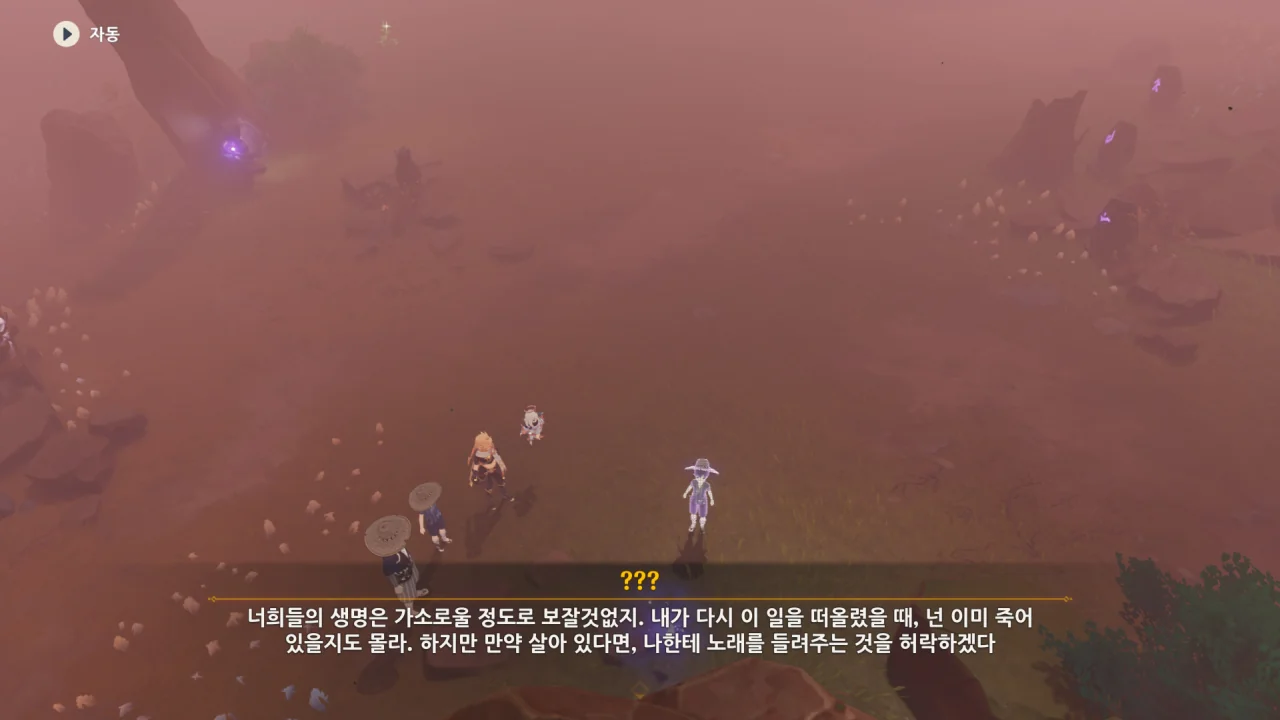 자동
???
너희들의 생명은 가소로울 정도로 보잘것없지. 내가 다시 이 일을 떠올렸을 때, 넌 이미 죽어
있을지도 몰라. 하지만 만약 살아 있다면, 나한테 노래를 들려주는 것을 허락하겠다